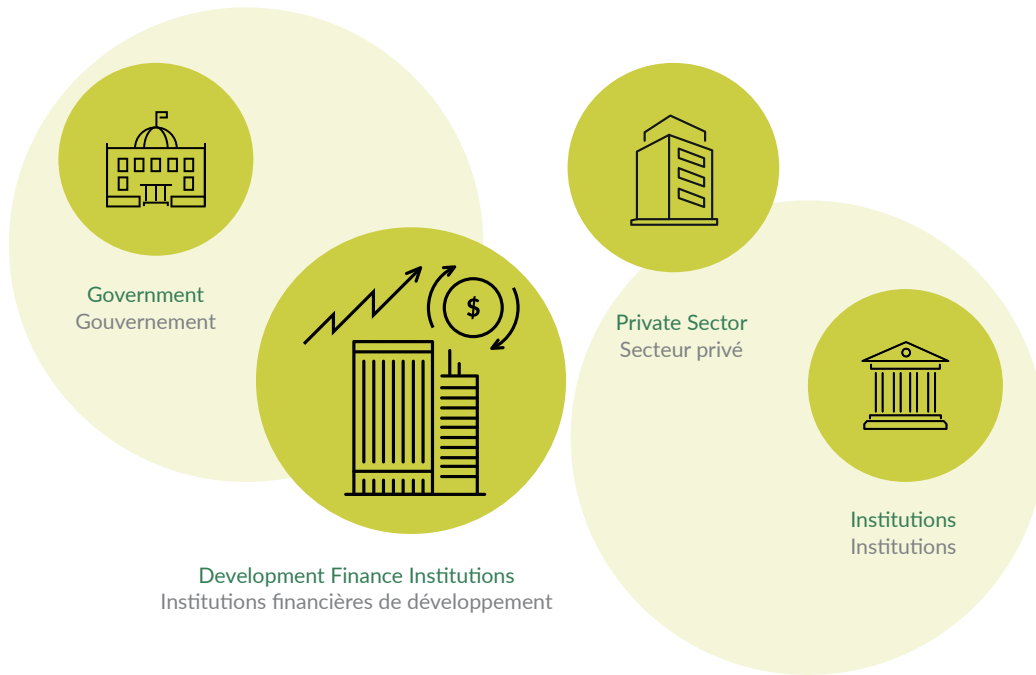 $
Government
Gouvernement
Private Sector
Secteur privé
Institutions
Institutions
Development Finance Institutions
Institutions financières de développement